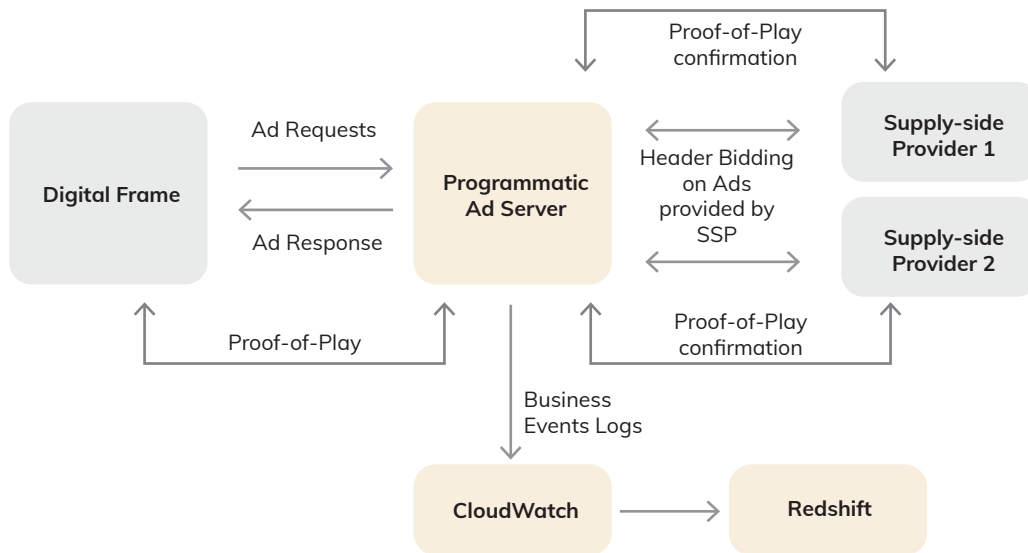 Proof-of-Play
confirmation
Ad Requests
Digital Frame
Ad Response
Programmatic
Ad Server
Header Bidding
on Ads
provided by
SSP
Supply-side
Provider 1
Supply-side
Provider 2
Proof-of-Play
Proof-of-Play
confirmation
Business
Events Logs
CloudWatch
Redshift